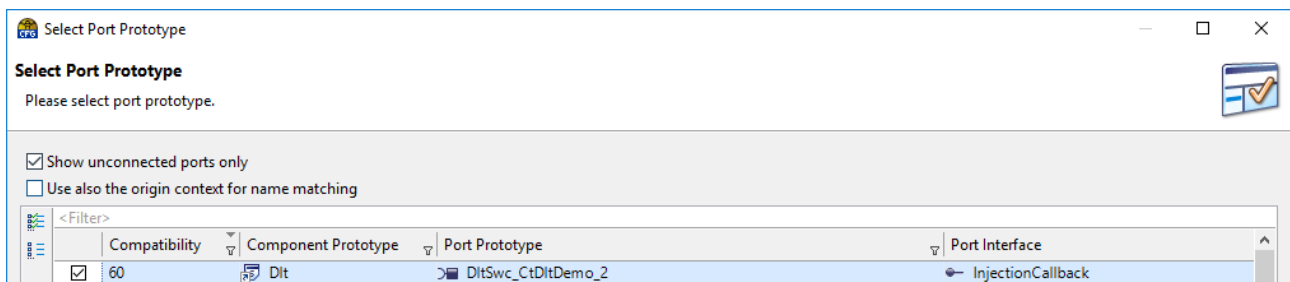 CFG Select Port Prototype
Select Port Prototype
Please select port prototype.
Show unconnected ports only
Use also the origin context for name matching
<Filter>
Compatibility Component Prototype Port Prototype Port Interface
60 Dlt DltSwc_CtDltDemo_2 InjectionCallback